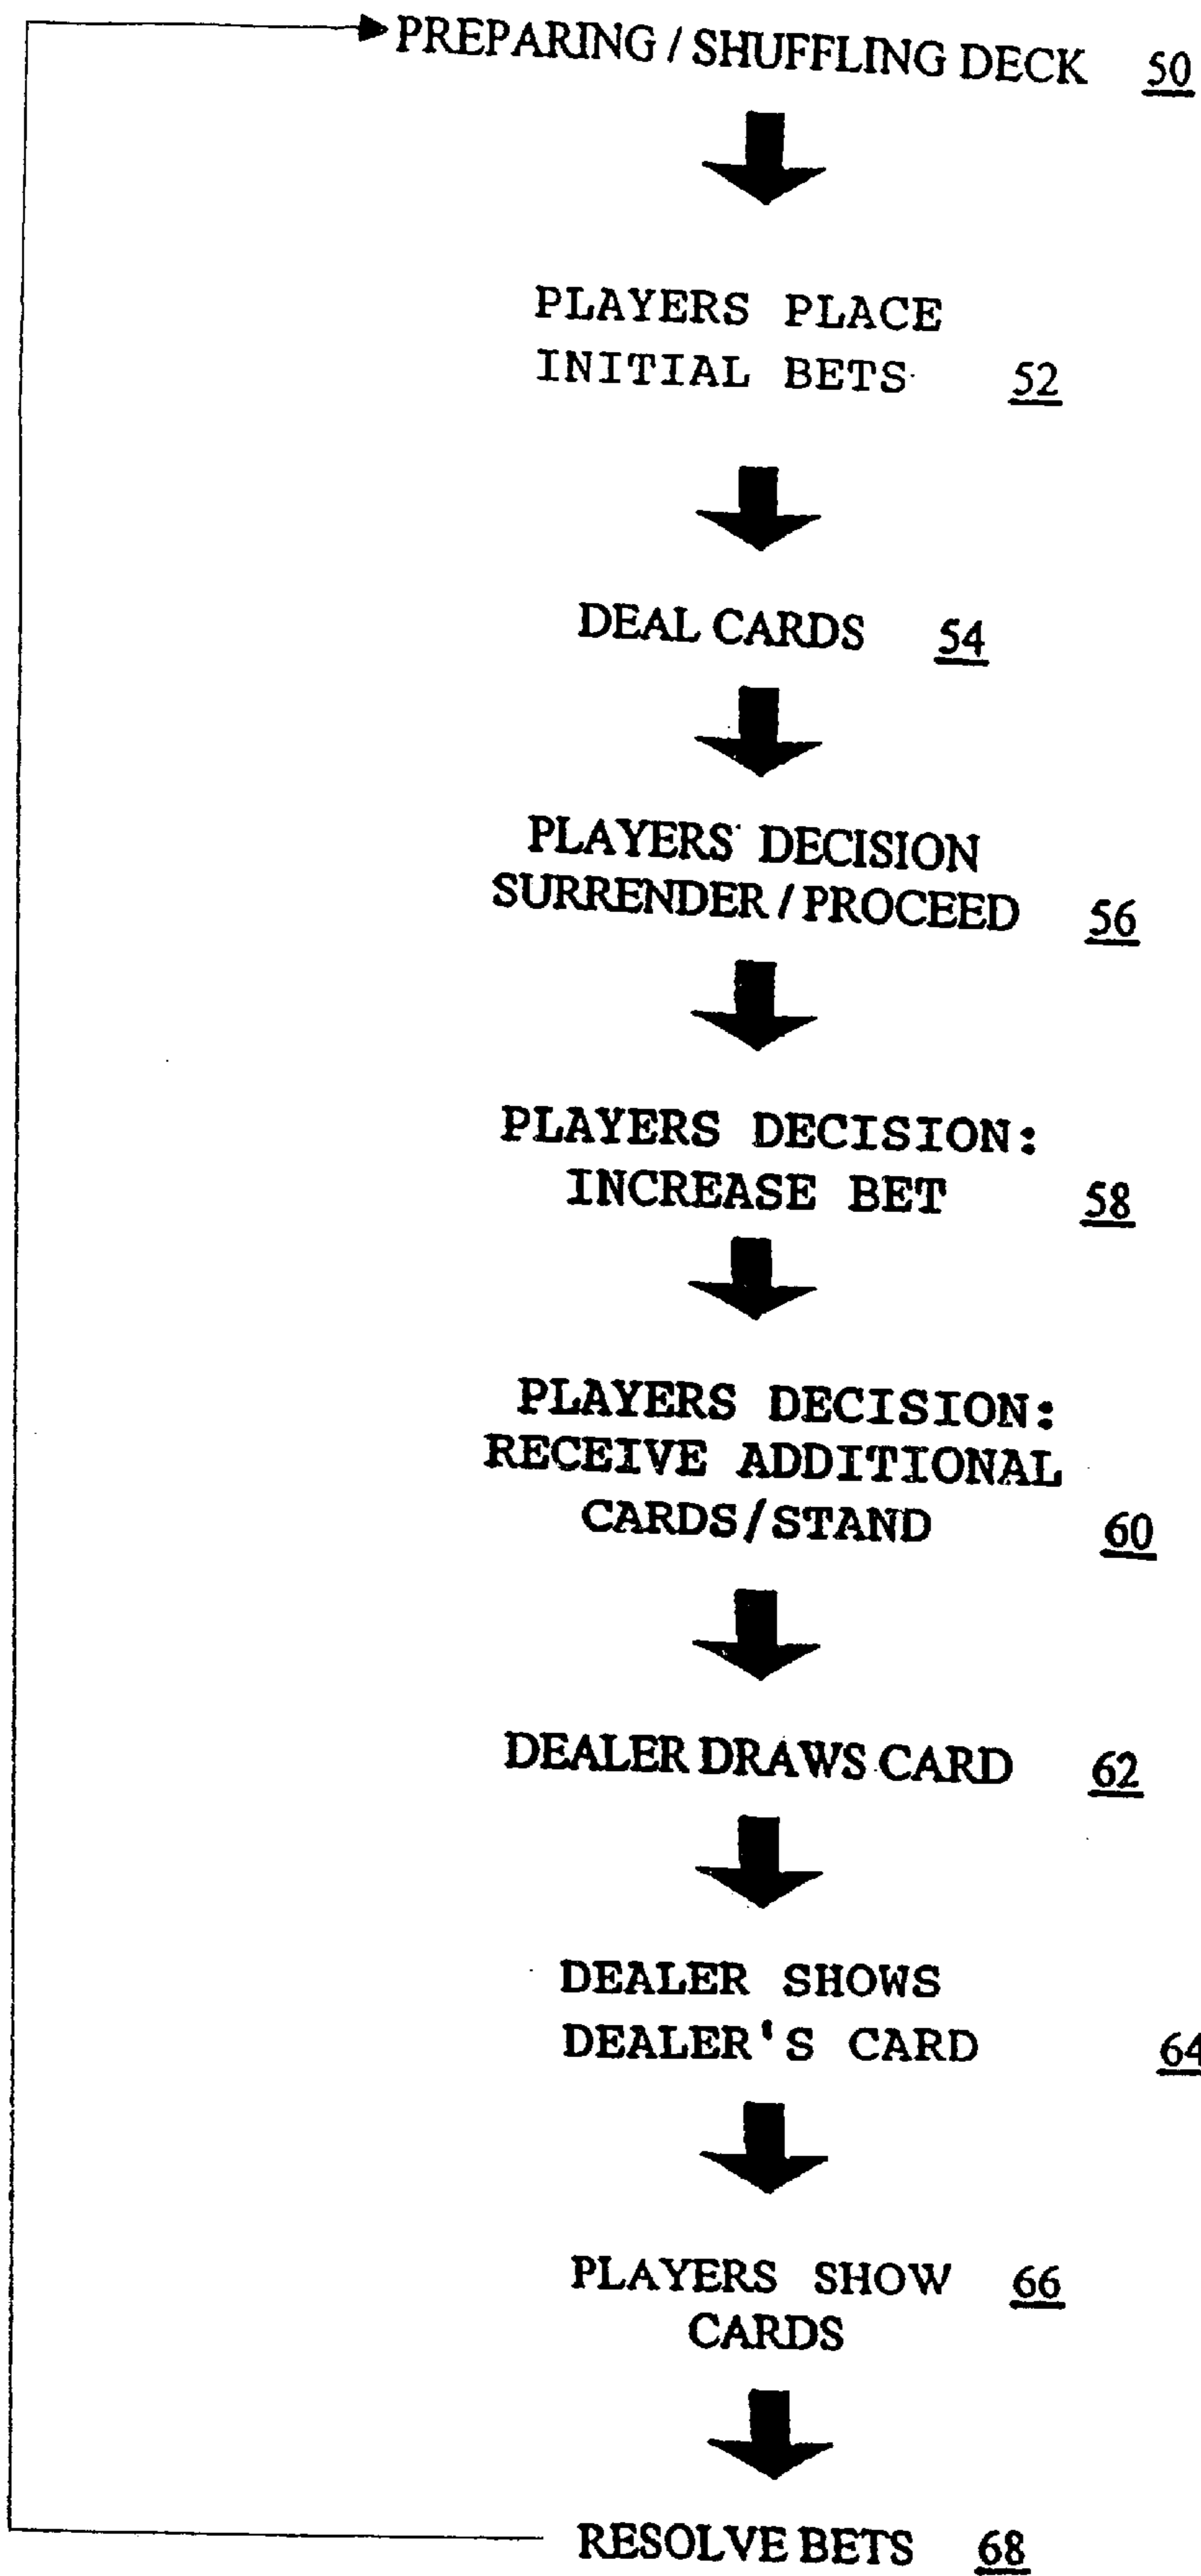 PREPARING / SHUFFLING DECK 50
PLAYERS PLACE
INITIAL BETS 52
DEAL CARDS 54
PLAYERS DECISION
SURRENDER / PROCEED 56
PLAYERS DECISION:
INCREASE BET 58
PLAYERS DECISION:
RECEIVE ADDITIONAL
CARDS/STAND 60
DEALER DRAWS CARD 62
DEALER SHOWS
DEALER'S CARD 64
PLAYERS SHOW 66
CARDS
RESOLVE BETS 68